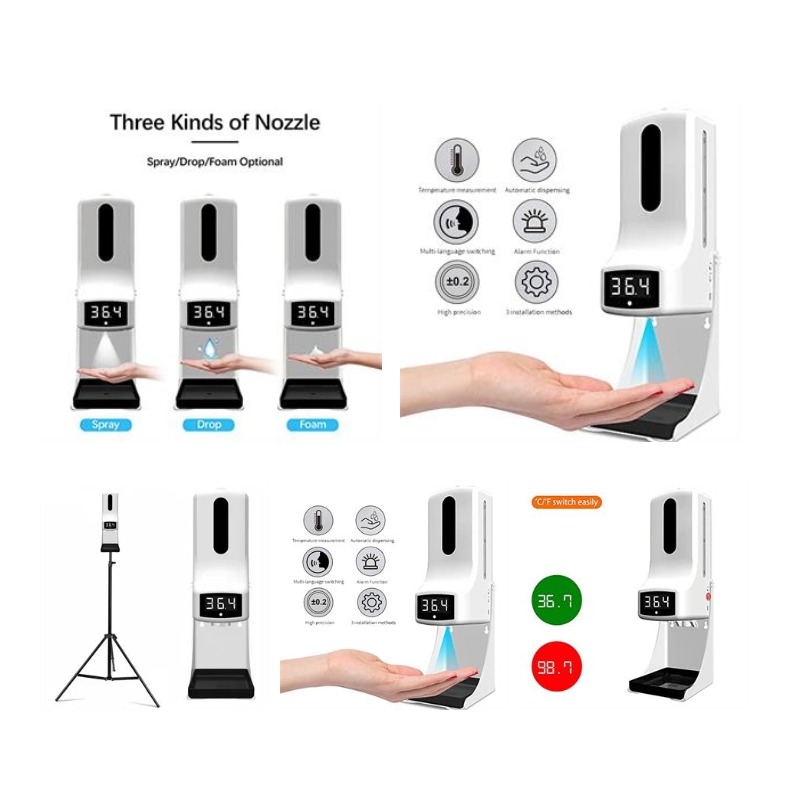 Three Kinds of Nozzle
Spray/Drop/Foam Optional
36.4
36.4
36.4
Spray
Drop
Foam
Temperature measurement
Automatic dispensing
Multi-language switching
Alarm Function
±0.2
High precision
3 installation methods
36.4
36.4
36.4
Temperature measurement
Automatic dispensing
Multi-language switching
Alarm Function
±0.2
High precision
3 installation methods
36.4
°C/°F switch easily
36.7
98.7
36.4